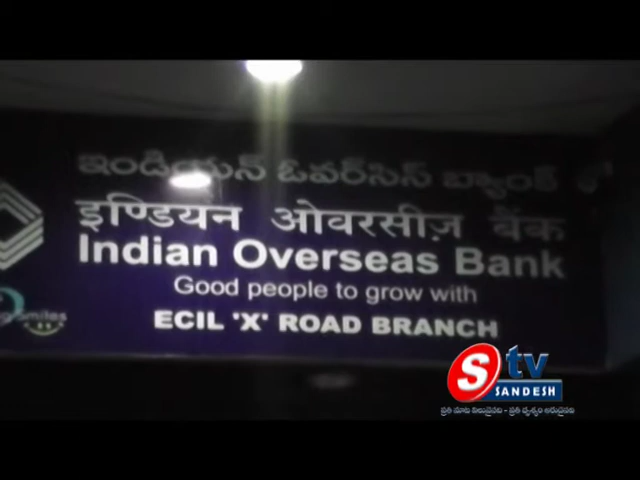 ఇండియన్ ఓవర్‌సీస్ బ్యాంక్
इण्डियन ओवरसीज़ बैंक
Indian Overseas Bank
Good people to grow with
ECIL 'X' ROAD BRANCH
S tv
SANDESH